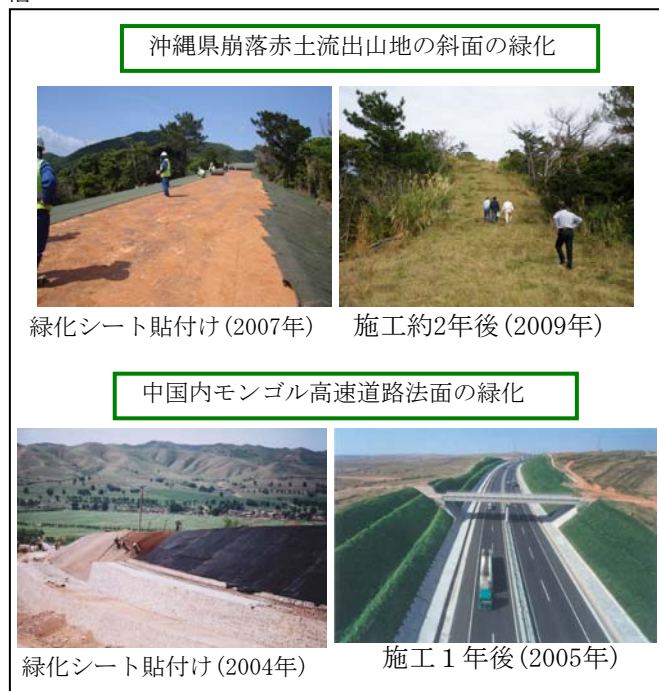 沖縄県崩落赤土流出山地の斜面の緑化
緑化シート貼付け(2007年)
施工約2年後(2009年)
中国内モンゴル高速道路法面の緑化
緑化シート貼付け(2004年)
施工１年後(2005年)